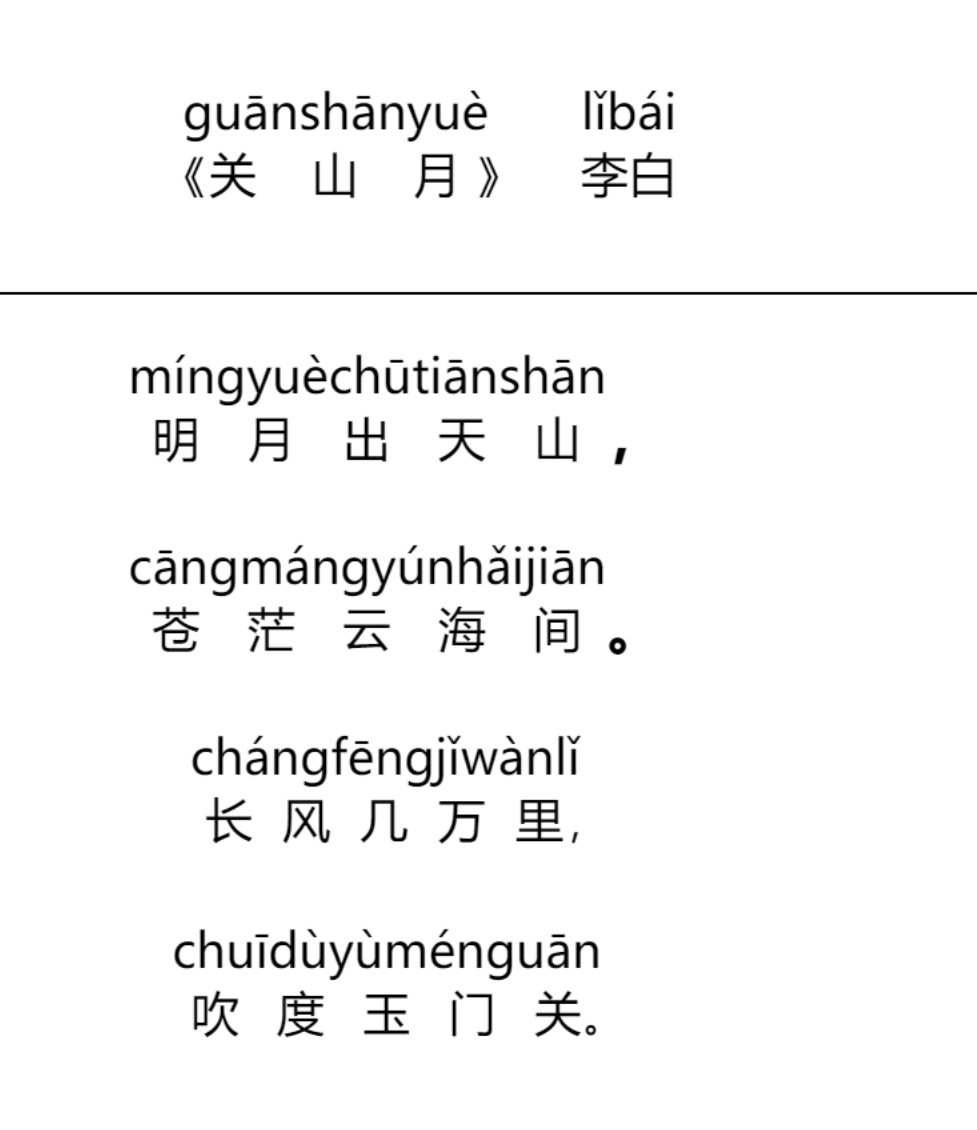 guānshānyuè lǐbái
《关山月》 李白
míngyuèchūtiānshān
明月出天山，
cāngmángyúnhǎijiān
苍茫云海间。
chángfēngjǐwànlǐ
长风几万里,
chuīdùyùménguān
吹度玉门关。